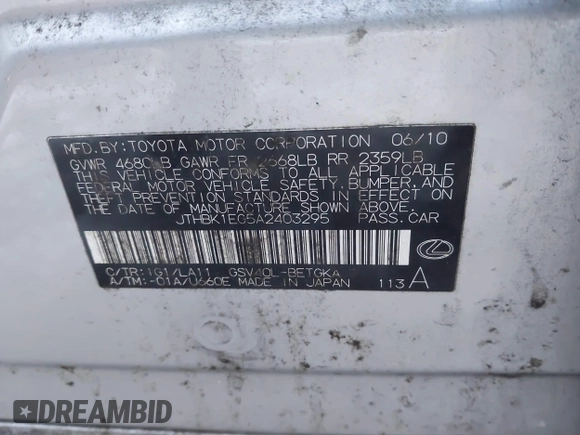 MFD.BY:TOYOTA MOTOR CORPORATION 06/10
GVWR GAWR FR RR 2359LB
THIS VEHICLE CONFORMS TO ALL APPLICABLE
FEDERAL MOTOR VEHICLE SAFETY, BUMPER, AND
THEFT PREVENTION STANDARDS IN EFFECT ON
THE DATE OF MANUFACTURE SHOWN ABOVE.
JTHBK1EG5A2403295 PASS.CAR
C/TR:1G1/LA11 GSV40L-BETGKA
A/TM:-01A/U660E MADE IN JAPAN 113 A
DREAMBID